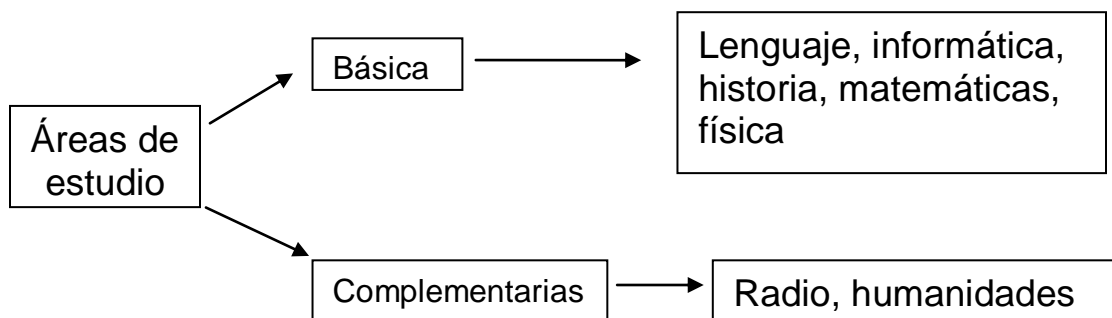 Áreas de
estudio
Básica
Lenguaje, informática,
historia, matemáticas,
física
Complementarias
Radio, humanidades